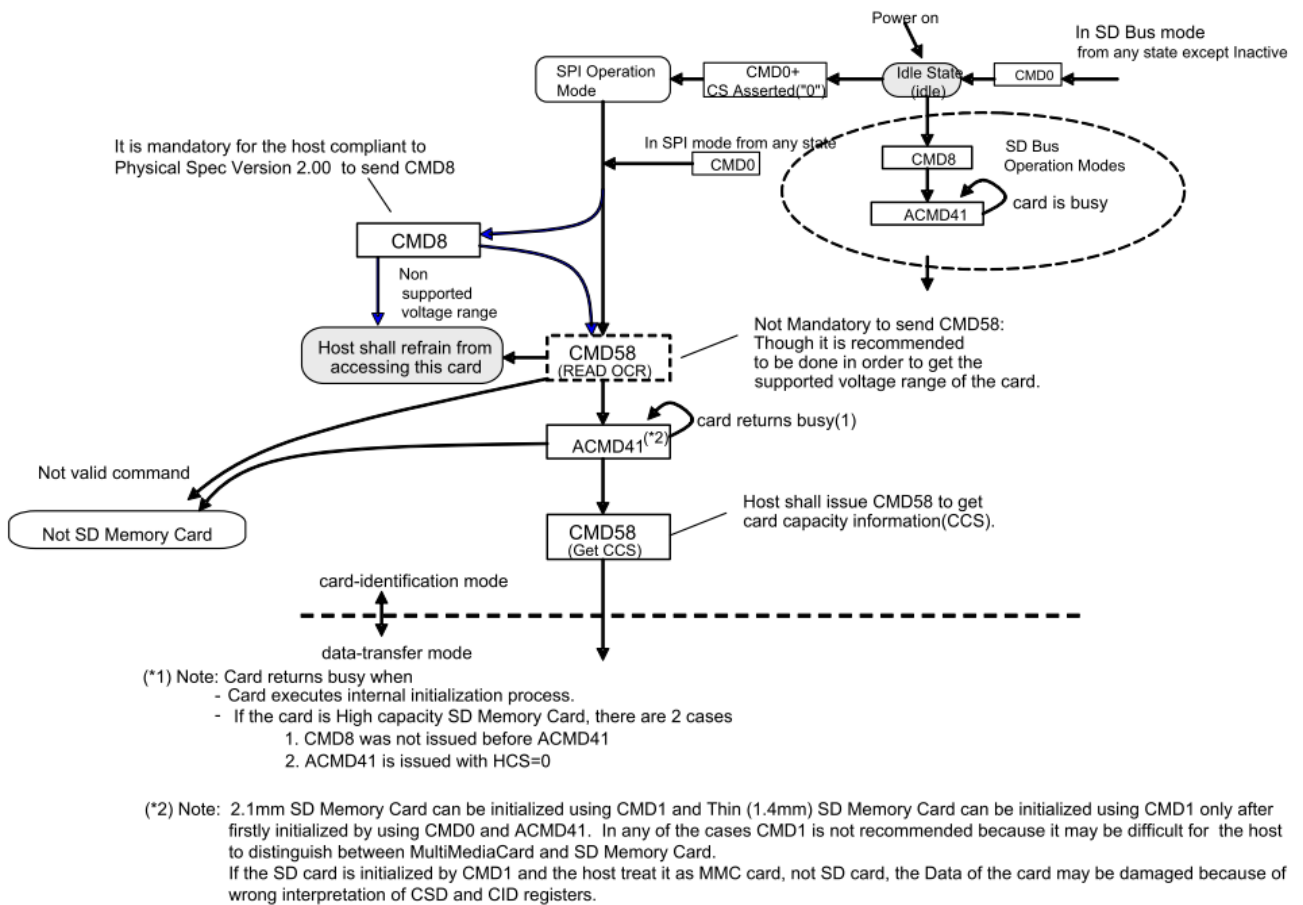 Power on
In SD Bus mode
from any state except Inactive
SPI Operation
Mode
CMD0+
CS Asserted("0")
Idle State
(idle)
CMD0
It is mandatory for the host compliant to
Physical Spec Version 2.00 to send CMD8
In SPI mode from any state
CMD0
CMD8
SD Bus
Operation Modes
ACMD41
card is busy
CMD8
Non
supported
voltage range
Host shall refrain from
accessing this card
CMD58
(READ OCR)
Not Mandatory to send CMD58:
Though it is recommended
to be done in order to get the
supported voltage range of the card.
card returns busy(1)
ACMD41(*2)
Not valid command
Not SD Memory Card
Host shall issue CMD58 to get
card capacity information(CCS).
CMD58
(Get CCS)
card-identification mode
data-transfer mode
(*1) Note: Card returns busy when
- Card executes internal initialization process.
- If the card is High capacity SD Memory Card, there are 2 cases
1. CMD8 was not issued before ACMD41
2. ACMD41 is issued with HCS=0
(*2) Note: 2.1mm SD Memory Card can be initialized using CMD1 and Thin (1.4mm) SD Memory Card can be initialized using CMD1 only after
firstly initialized by using CMD0 and ACMD41. In any of the cases CMD1 is not recommended because it may be difficult for the host
to distinguish between MultiMediaCard and SD Memory Card.
If the SD card is initialized by CMD1 and the host treat it as MMC card, not SD card, the Data of the card may be damaged because of
wrong interpretation of CSD and CID registers.